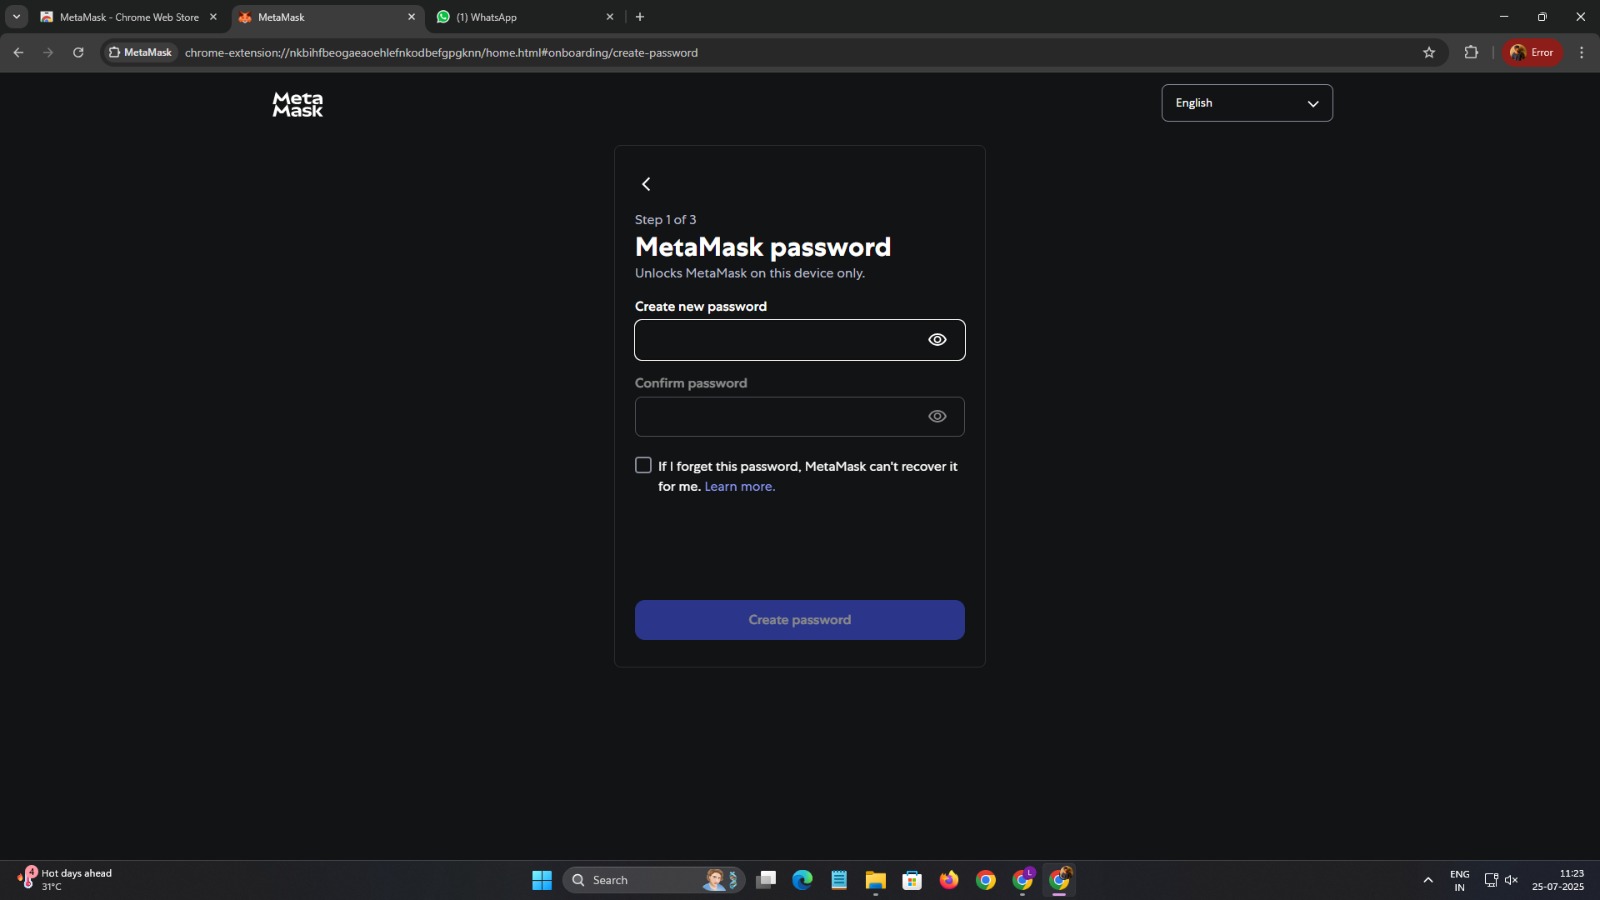 MetaMask - Chrome Web Store
MetaMask
(1) WhatsApp
MetaMask
chrome-extension://nkbihfbeogaeaoehlefnkodbefgpgknn/home.html#onboarding/create-password
Error
Meta
Mask
English
Step 1 of 3
MetaMask password
Unlocks MetaMask on this device only.
Create new password
Confirm password
If I forget this password, MetaMask can't recover it
for me. Learn more.
Create password
4
Hot days ahead
31°C
Search
L
ENG
IN
11:23
25-07-2025